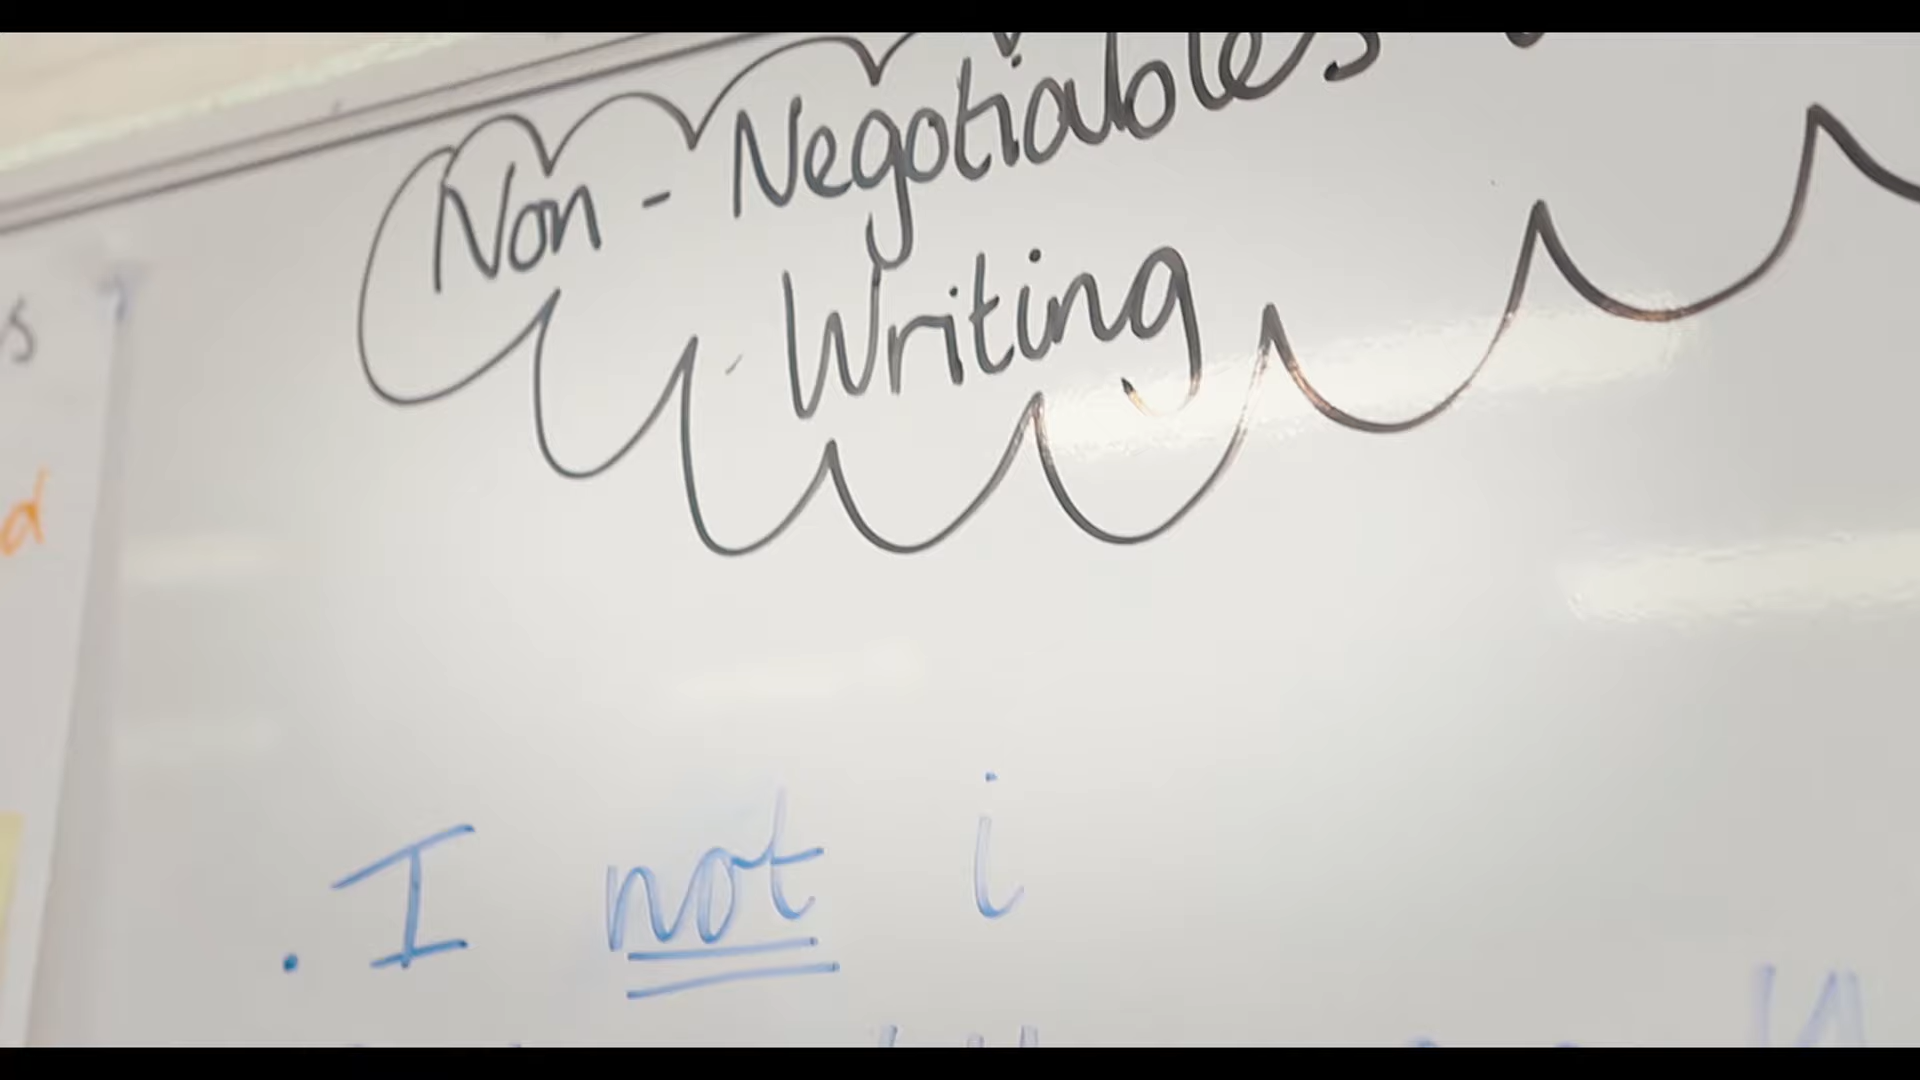 Non-Negotiables
Writing
. I not i